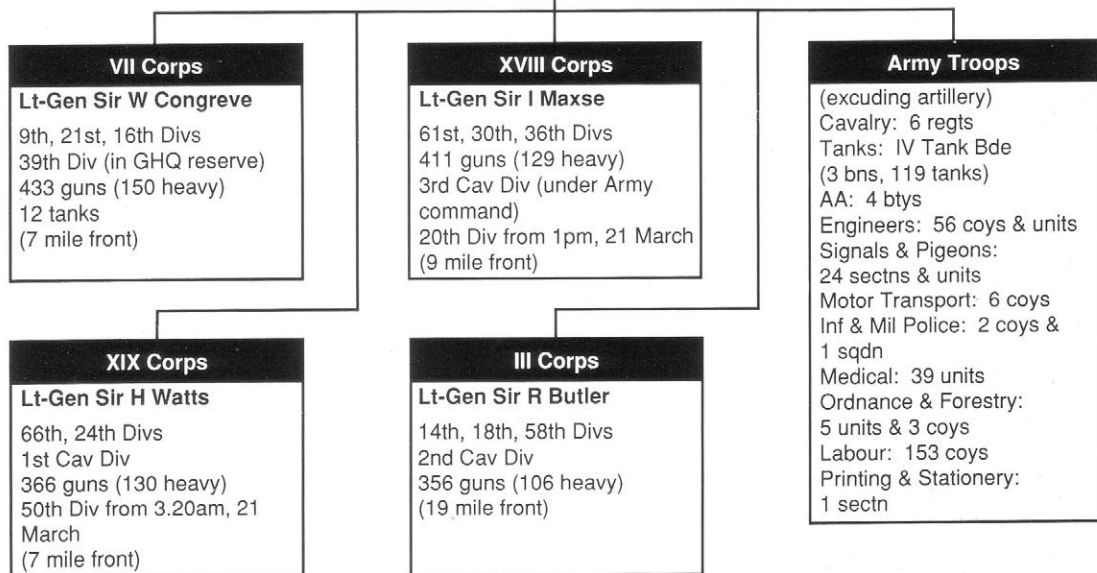 VII Corps
Lt-Gen Sir W Congreve
9th, 21st, 16th Divs
39th Div (in GHQ reserve)
433 guns (150 heavy)
12 tanks
(7 mile front)
XVIII Corps
Lt-Gen Sir I Maxse
61st, 30th, 36th Divs
411 guns (129 heavy)
3rd Cav Div (under Army
command)
20th Div from 1pm, 21 March
(9 mile front)
Army Troops
(excuding artillery)
Cavalry: 6 regts
Tanks: IV Tank Bde
(3 bns, 119 tanks)
AA: 4 btys
Engineers: 56 coys & units
Signals & Pigeons:
24 sectns & units
Motor Transport: 6 coys
Inf & Mil Police: 2 coys &
1 sqdn
Medical: 39 units
Ordnance & Forestry:
5 units & 3 coys
Labour: 153 coys
Printing & Stationery:
1 sectn
XIX Corps
Lt-Gen Sir H Watts
66th, 24th Divs
1st Cav Div
366 guns (130 heavy)
50th Div from 3.20am, 21
March
(7 mile front)
III Corps
Lt-Gen Sir R Butler
14th, 18th, 58th Divs
2nd Cav Div
356 guns (106 heavy)
(19 mile front)